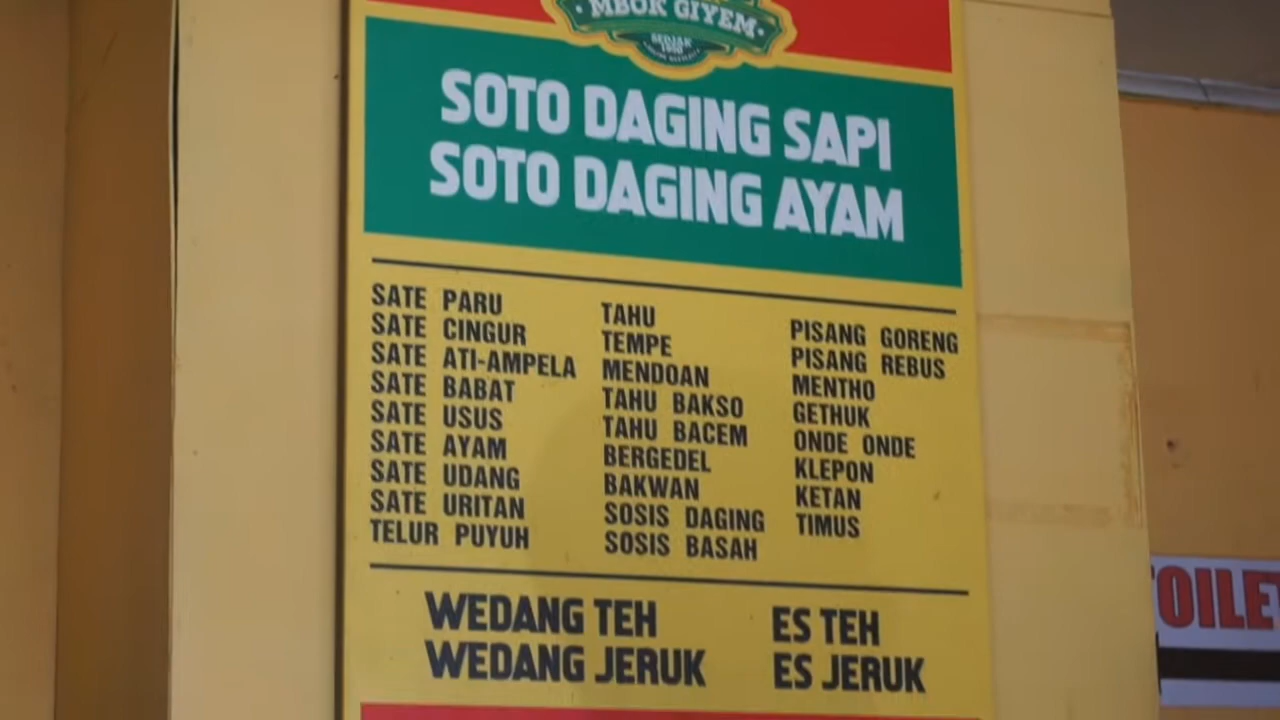 MBOK GIYEM
SEDJAK
SOTO DAGING SAPI
SOTO DAGING AYAM
SATE PARU
SATE CINGUR
SATE ATI-AMPELA
SATE BABAT
SATE USUS
SATE AYAM
SATE UDANG
SATE URITAN
TELUR PUYUH
TAHU
TEMPE
MENDOAN
TAHU BAKSO
TAHU BACEM
BERGEDEL
BAKWAN
SOSIS DAGING
SOSIS BASAH
PISANG GORENG
PISANG REBUS
MENTHO
GETHUK
ONDE ONDE
KLEPON
KETAN
TIMUS
WEDANG TEH
WEDANG JERUK
ES TEH
ES JERUK
TOILET